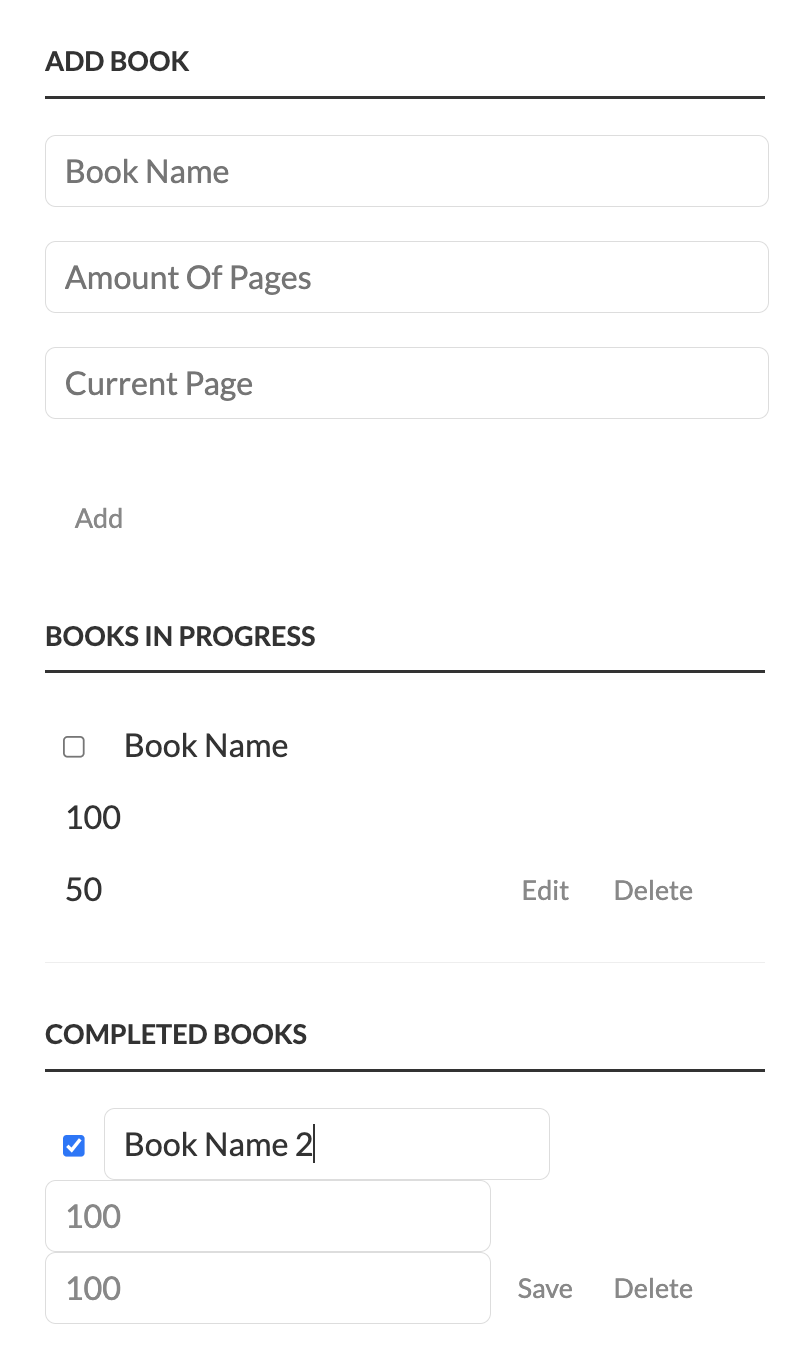 ADD BOOK
Book Name
Amount Of Pages
Current Page
Add
BOOKS IN PROGRESS
Book Name
100
50 Edit Delete
COMPLETED BOOKS
Book Name 2
100
100 Save Delete